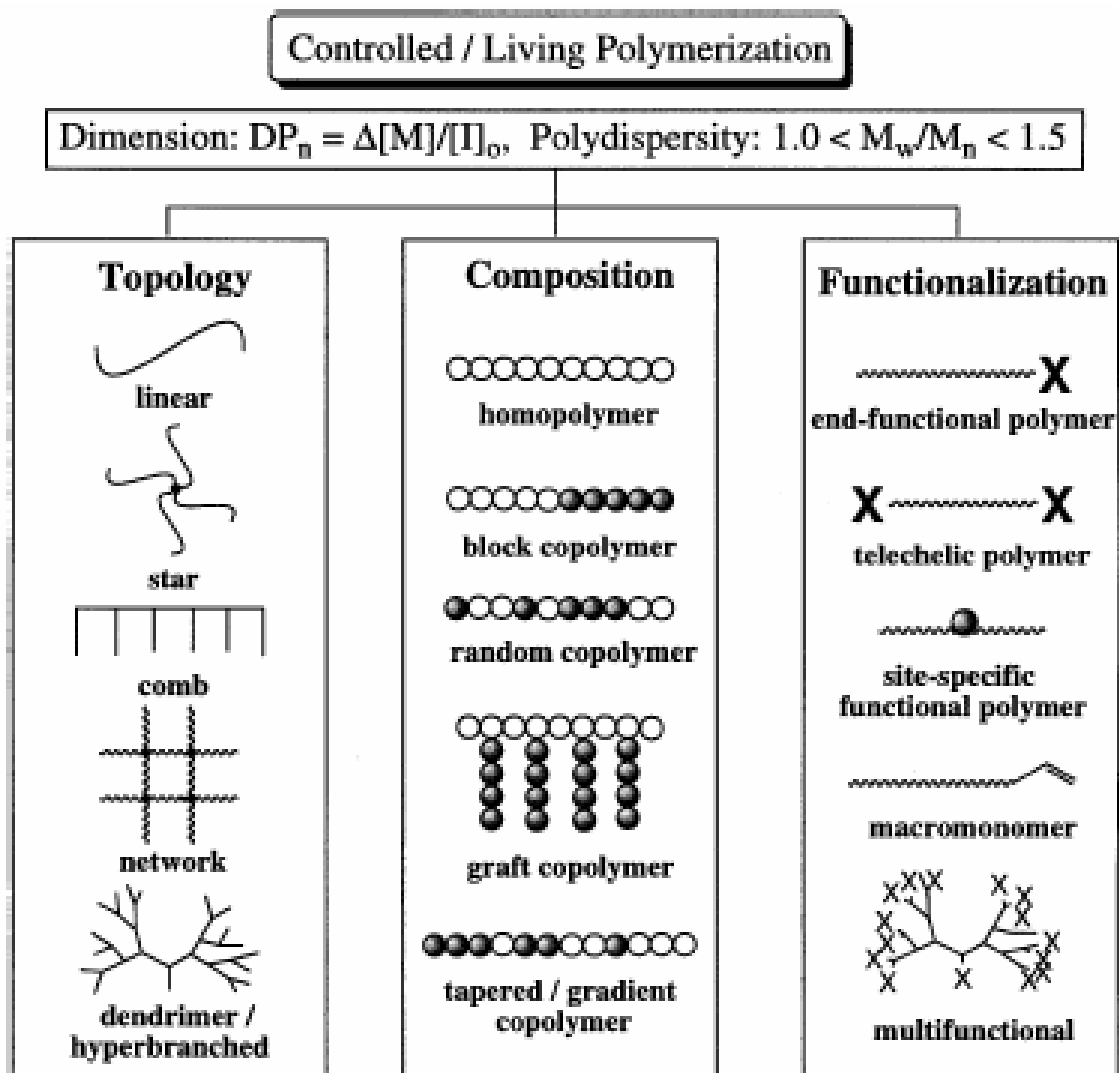 Controlled / Living Polymerization
Dimension: DPₙ = Δ[M]/[I]ₒ, Polydispersity: 1.0 < M_w/Mₙ < 1.5
Topology
linear
star
comb
network
dendrimer /
hyperbranched
Composition
homopolymer
block copolymer
random copolymer
graft copolymer
tapered / gradient
copolymer
Functionalization
X
end-functional polymer
X X
telechelic polymer
site-specific
functional polymer
macromonomer
X X X X X X X X X X X X X X X
multifunctional